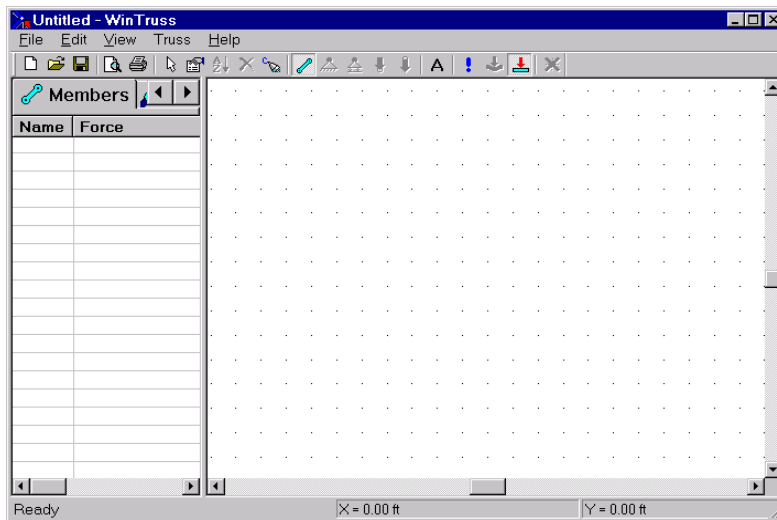 Untitled - WinTruss
File Edit View Truss Help
A !
Members
Name Force
Ready X = 0.00 ft Y = 0.00 ft